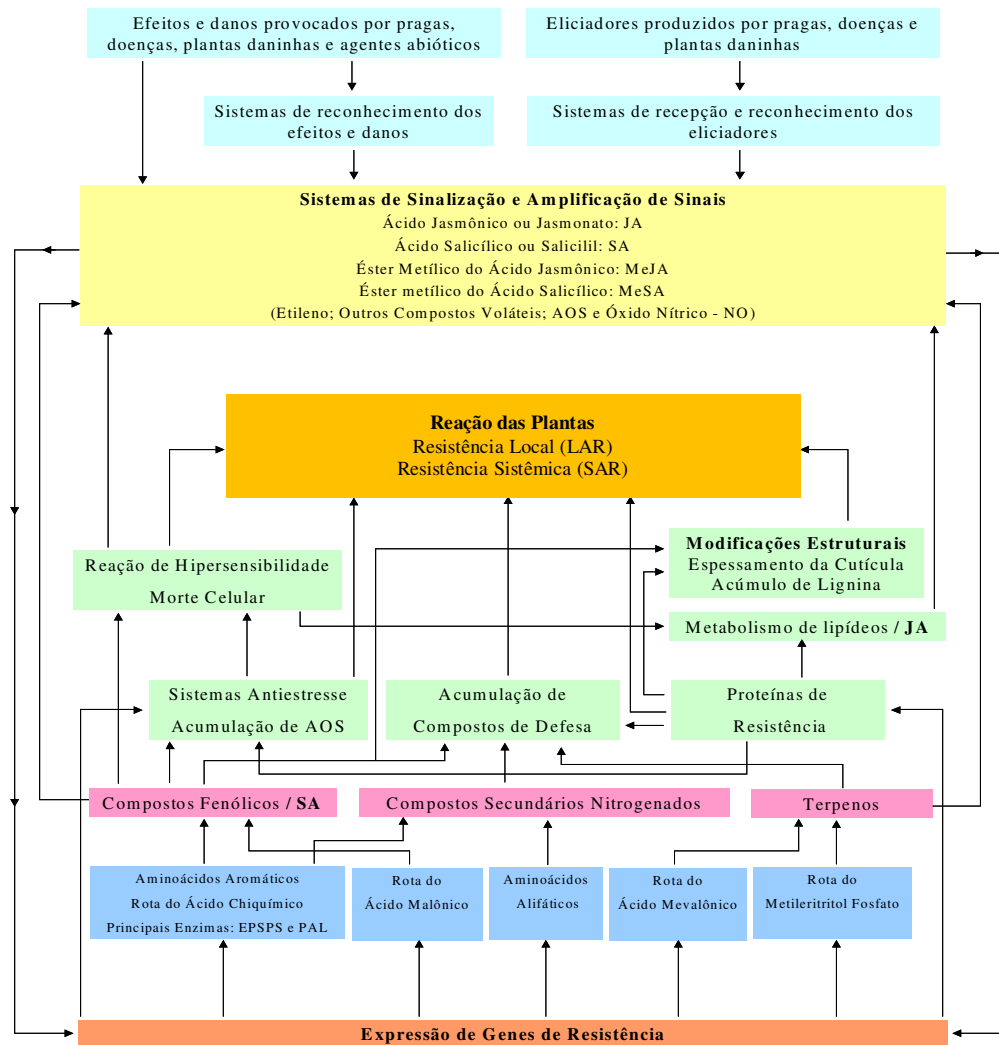 Efeitos e danos provocados por pragas,
doenças, plantas daninhas e agentes abióticos
Eliciadores produzidos por pragas, doenças e
plantas daninhas
Sistemas de reconhecimento dos
efeitos e danos
Sistemas de recepção e reconhecimento dos
eliciadores
Sistemas de Sinalização e Amplificação de Sinais
Ácido Jasmônico ou Jasmonato: JA
Ácido Salicílico ou Salicilil: SA
Éster Metílico do Ácido Jasmônico: MeJA
Éster metílico do Ácido Salicílico: MeSA
(Etileno; Outros Compostos Voláteis; AOS e Óxido Nítrico - NO)
Reação das Plantas
Resistência Local (LAR)
Resistência Sistêmica (SAR)
Reação de Hipersensibilidade
Morte Celular
Modificações Estruturais
Espessamento da Cutícula
Acúmulo de Lignina
Metabolismo de lipídeos / JA
Sistemas Antiestresse
Acumulação de AOS
Acumulação de
Compostos de Defesa
Proteínas de
Resistência
Compostos Fenólicos / SA
Compostos Secundários Nitrogenados
Terpenos
Aminoácidos Aromáticos
Rota do Ácido Chiquímico
Principais Enzimas: EPSPS e PAL
Rota do
Ácido Malônico
Aminoácidos
Alifáticos
Rota do
Ácido Mevalônico
Rota do
Metileritritol Fosfato
Expressão de Genes de Resistência